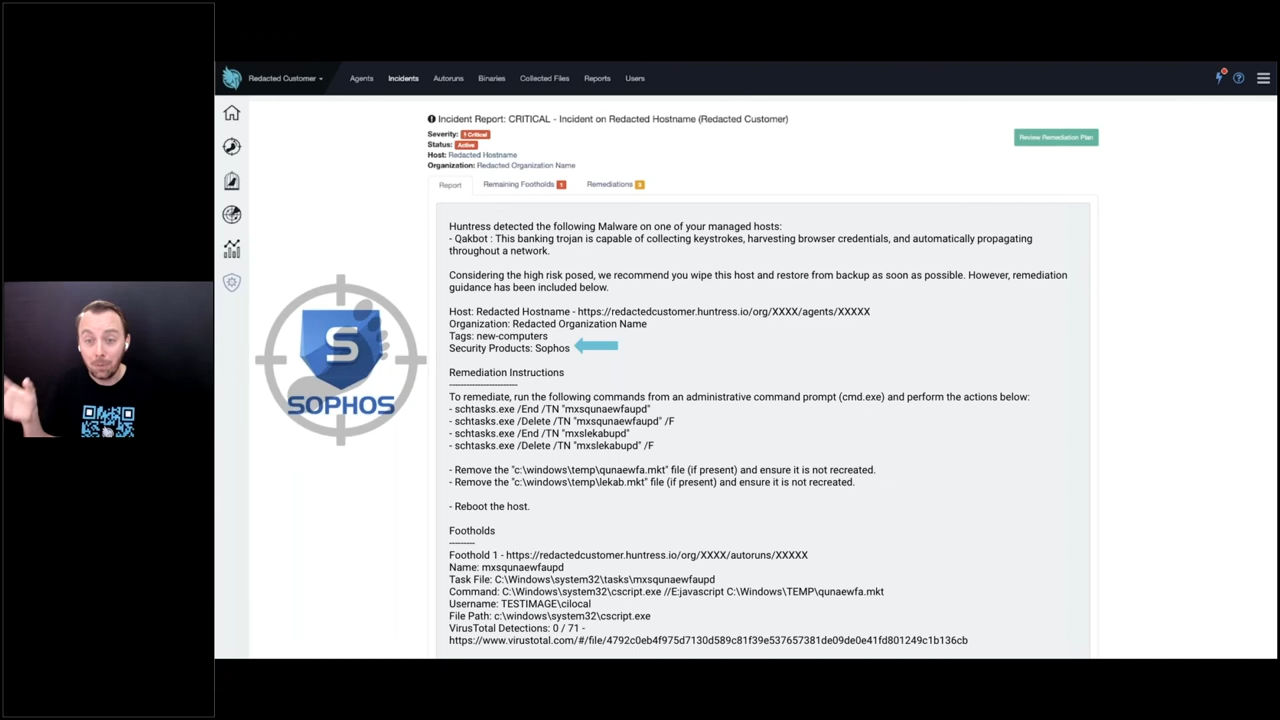 Redacted Customer
Agents
Incidents
Autoruns
Binaries
Collected Files
Reports
Users
Incident Report: CRITICAL - Incident on Redacted Hostname (Redacted Customer)
Severity: 1 Critical
Status: Active
Host: Redacted Hostname
Organization: Redacted Organization Name
Review Remediation Plan
Report
Remaining Footholds 1
Remediations
Huntress detected the following Malware on one of your managed hosts:
- Qakbot : This banking trojan is capable of collecting keystrokes, harvesting browser credentials, and automatically propagating
throughout a network.
Considering the high risk posed, we recommend you wipe this host and restore from backup as soon as possible. However, remediation
guidance has been included below.
Host: Redacted Hostname - https://redactedcustomer.huntress.io/org/XXXX/agents/XXXXX
Organization: Redacted Organization Name
Tags: new-computers
Security Products: Sophos
S
SOPHOS
Remediation Instructions
-----------------------
To remediate, run the following commands from an administrative command prompt (cmd.exe) and perform the actions below:
- schtasks.exe /End /TN "mxsqunaewfaupd"
- schtasks.exe /Delete /TN "mxsqunaewfaupd" /F
- schtasks.exe /End /TN "mxslekabupd"
- schtasks.exe /Delete /TN "mxslekabupd" /F
- Remove the "c:\windows\temp\qunaewfa.mkt" file (if present) and ensure it is not recreated.
- Remove the "c:\windows\temp\lekab.mkt" file (if present) and ensure it is not recreated.
- Reboot the host.
Footholds
---------
Foothold 1 - https://redactedcustomer.huntress.io/org/XXXX/autoruns/XXXXX
Name: mxsqunaewfaupd
Task File: C:\Windows\system32\tasks\mxsqunaewfaupd
Command: C:\Windows\system32\cscript.exe //E:javascript C:\Windows\TEMP\qunaewfa.mkt
Username: TESTIMAGE\cilocal
File Path: c:\windows\system32\cscript.exe
VirusTotal Detections: 0 / 71 -
https://www.virustotal.com/#/file/4792c0eb4f975d7130d589c81f39e537657381de09de0e41fd801249c1b136cb